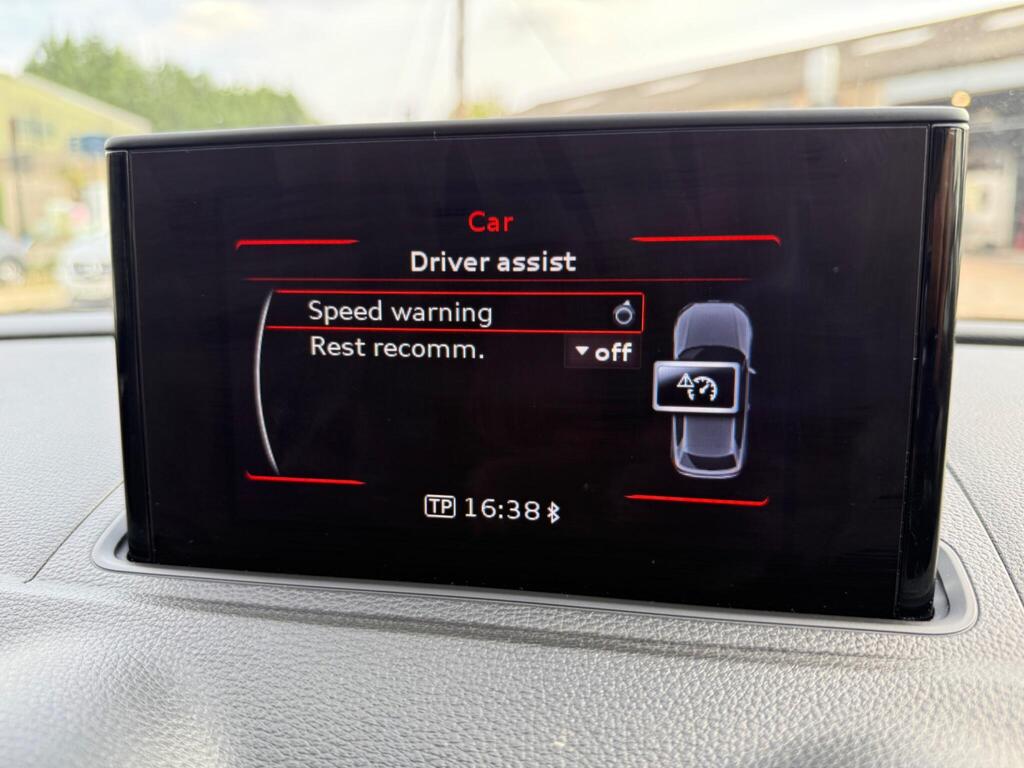 Car
Driver assist
Speed warning
Rest recomm. off
TP 16:38